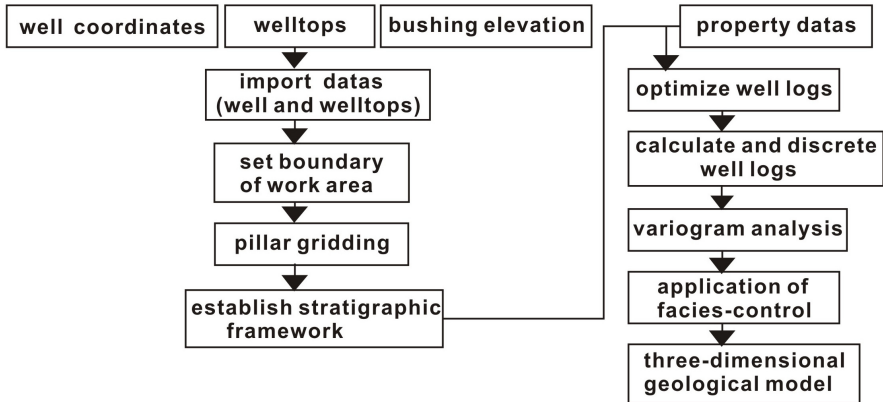 well coordinates
welltops
bushing elevation
import datas
(well and welltops)
set boundary
of work area
pillar gridding
establish stratigraphic
framework
property datas
optimize well logs
calculate and discrete
well logs
variogram analysis
application of
facies-control
three-dimensional
geological model